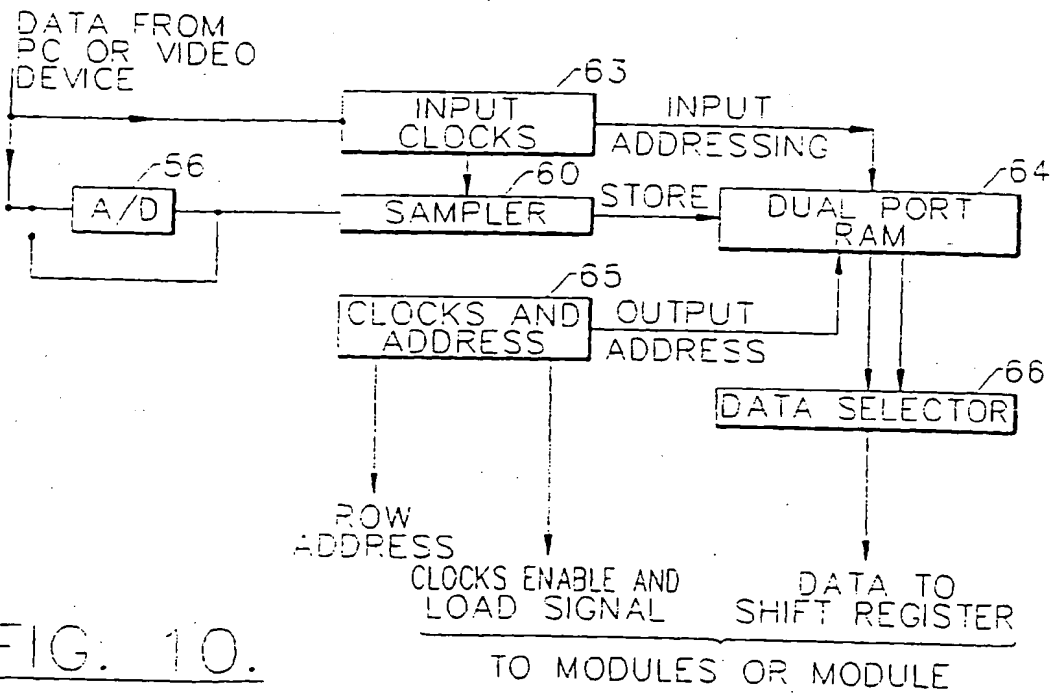 DATA FROM
PC OR VIDEO
DEVICE
63
INPUT
CLOCKS
INPUT
ADDRESSING
56
A/D
60
SAMPLER
STORE
64
DUAL PORT
RAM
65
CLOCKS AND
ADDRESS
OUTPUT
ADDRESS
66
DATA SELECTOR
ROW
ADDRESS
CLOCKS ENABLE AND
LOAD SIGNAL
DATA TO
SHIFT REGISTER
TO MODULES OR MODULE
FIG. 10.